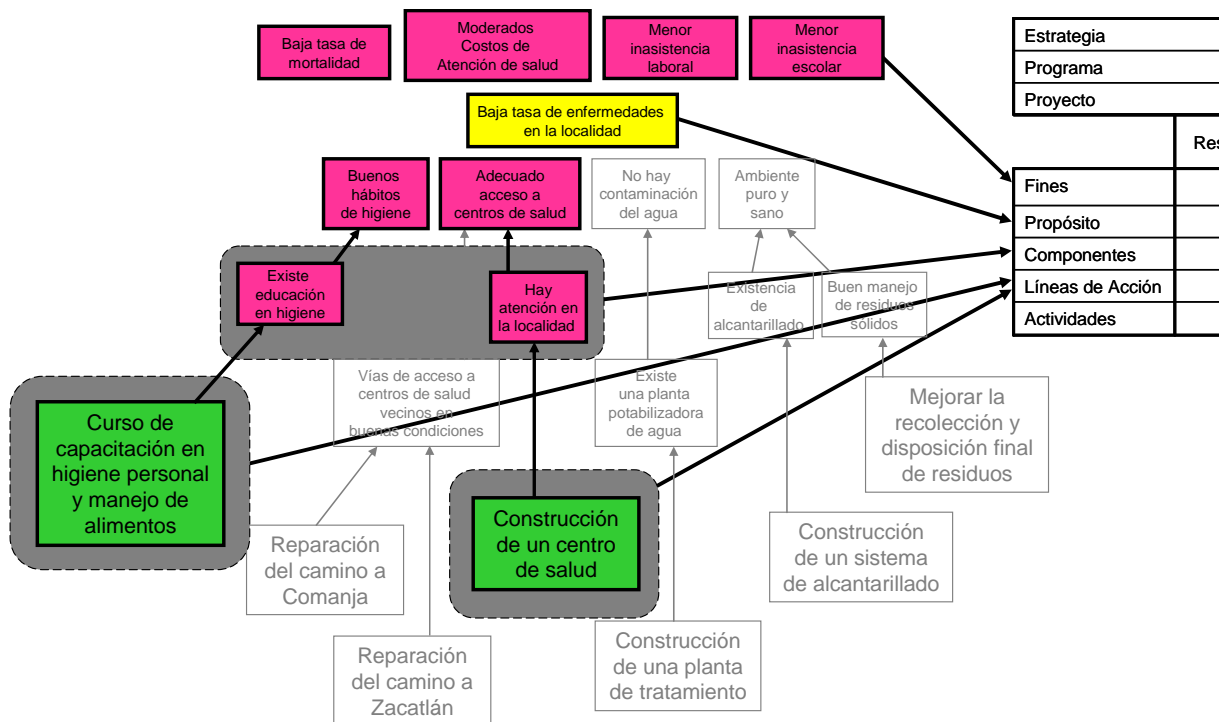 Baja tasa de
mortalidad
Moderados
Costos de
Atención de salud
Menor
inasistencia
laboral
Menor
inasistencia
escolar
Estrategia
Programa
Proyecto
Res
Baja tasa de enfermedades
en la localidad
Buenos
hábitos
de higiene
Adecuado
acceso a
centros de salud
No hay
contaminación
del agua
Ambiente
puro y
sano
Fines
Propósito
Componentes
Líneas de Acción
Actividades
Existe
educación
en higiene
Hay
atención en
la localidad
Existencia
de
alcantarillado
Buen manejo
de residuos
sólidos
Vías de acceso a
centros de salud
vecinos en
buenas condiciones
Existe
una planta
potabilizadora
de agua
Mejorar la
recolección y
disposición final
de residuos
Curso de
capacitación en
higiene personal
y manejo de
alimentos
Construcción
de un centro
de salud
Reparación
del camino a
Comanja
Construcción
de un sistema
de alcantarillado
Reparación
del camino a
Zacatlán
Construcción
de una planta
de tratamiento